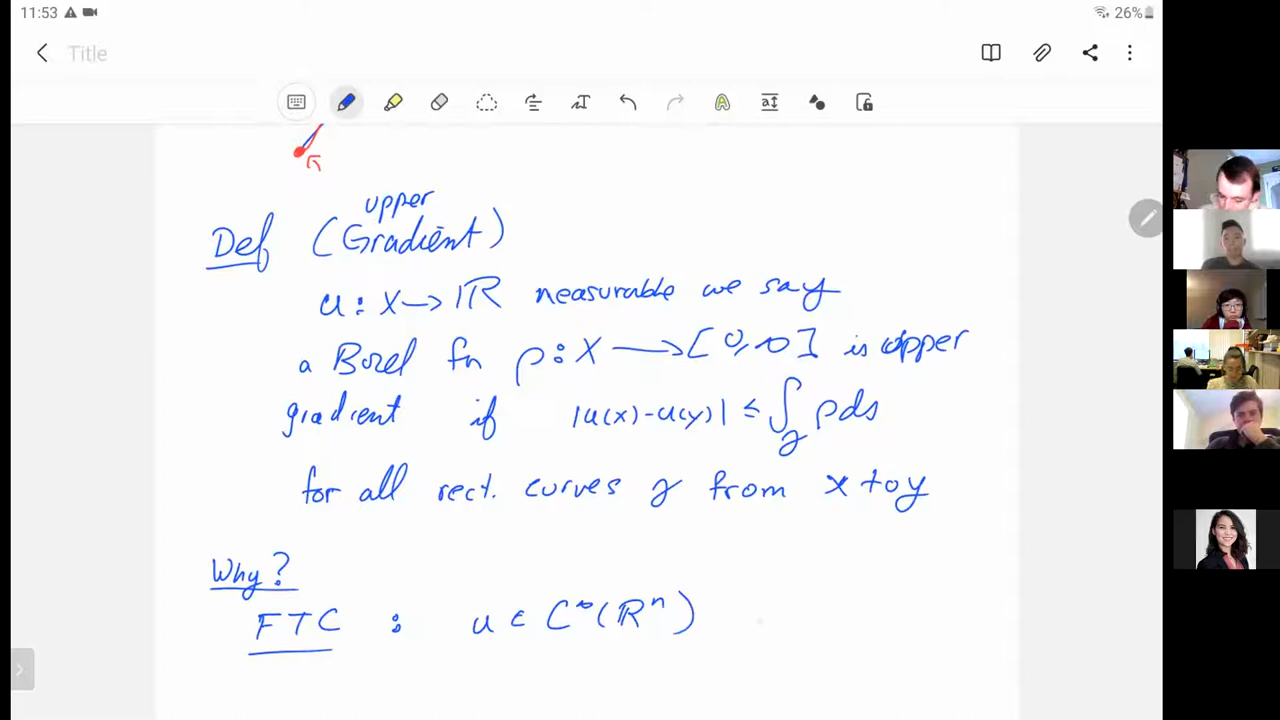 11:53
26%
Title
upper
Def (Gradient)
u : X → ℝ measurable we say
a Borel fn ρ : X → [0,∞] is upper
gradient if |u(x)-u(y)| ≤ ∫_γ ρ ds
for all rect. curves γ from x to y
Why?
FTC : u ∈ C^∞(ℝ^n)